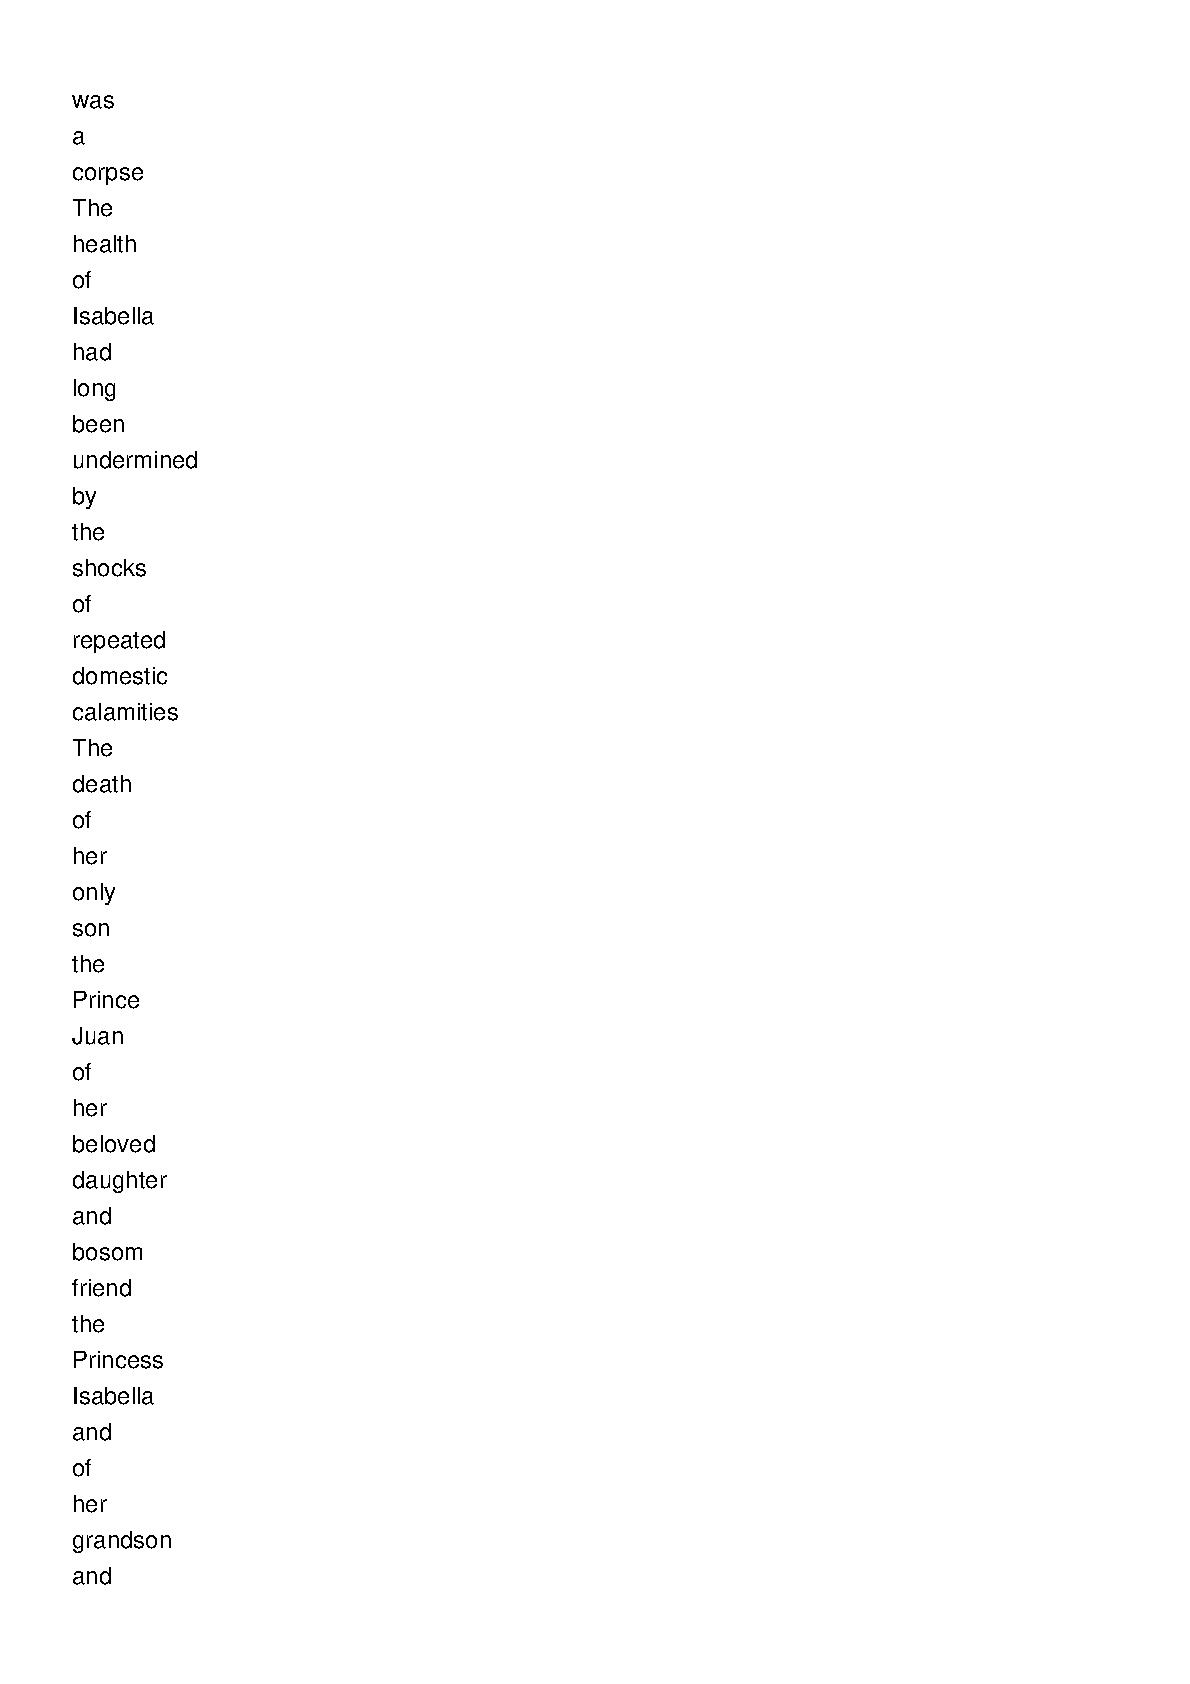 was
a
corpse
The
health
of
Isabella
had
long
been
undermined
by
the
shocks
of
repeated
domestic
calamities
The
death
of
her
only
son
the
Prince
Juan
of
her
beloved
daughter
and
bosom
friend
the
Princess
Isabella
and
of
her
grandson
and